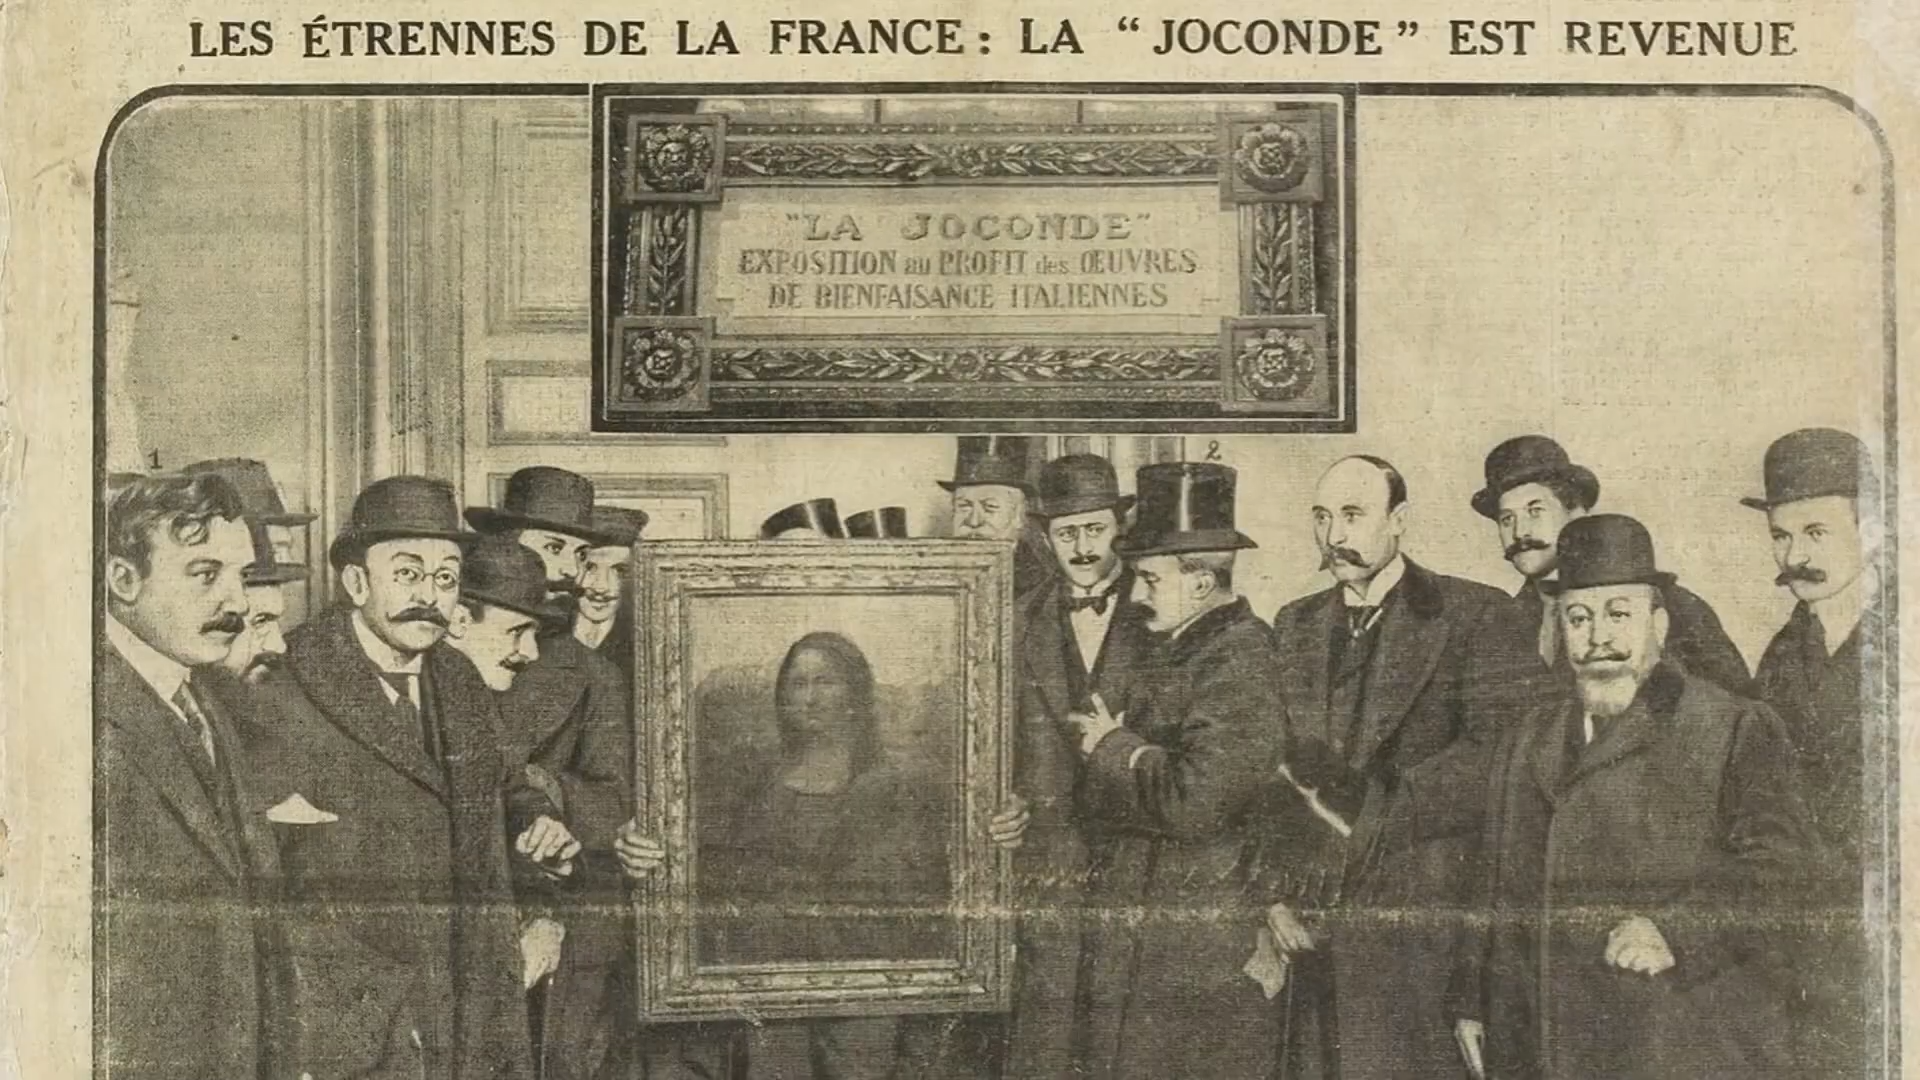 LES ÉTRENNES DE LA FRANCE : LA “JOCONDE” EST REVENUE
"LA JOCONDE"
EXPOSITION au PROFIT des ŒUVRES
DE BIENFAISANCE ITALIENNES
1
2